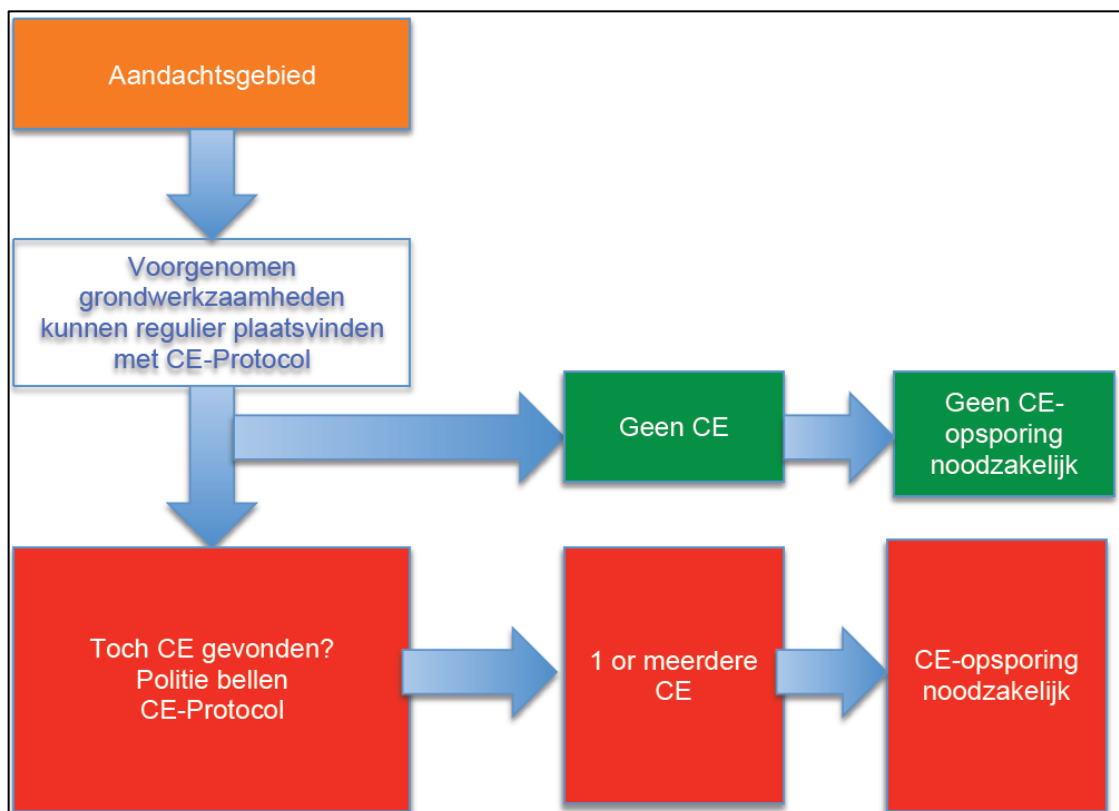 Aandachtsgebied
Voorgenomen
grondwerkzaamheden
kunnen regulier plaatsvinden
met CE-Protocol
Geen CE
Geen CE-
opsporing
noodzakelijk
Toch CE gevonden?
Politie bellen
CE-Protocol
1 or meerdere
CE
CE-opsporing
noodzakelijk